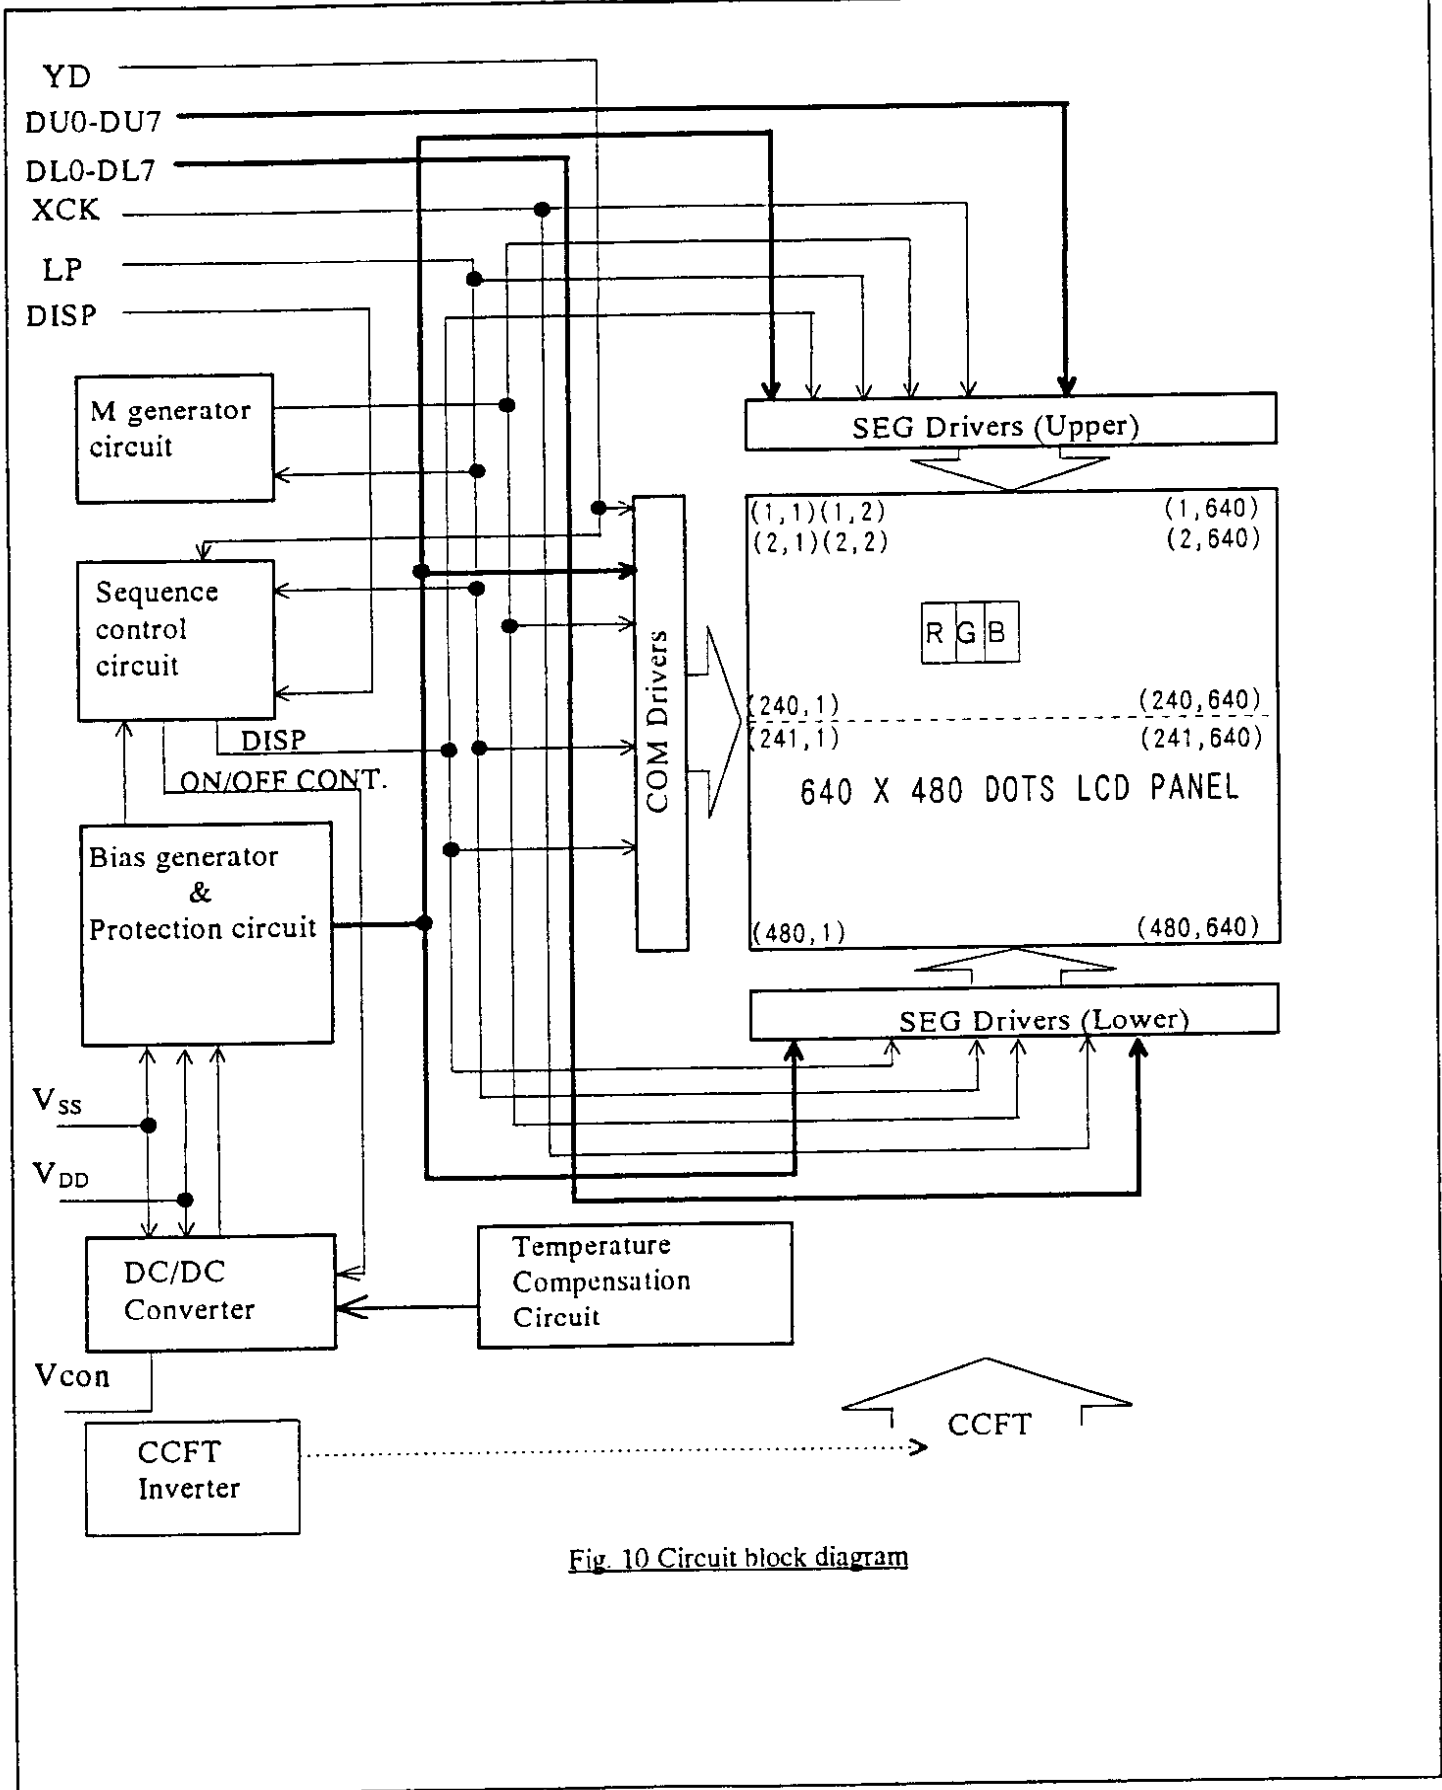 YD
DU0-DU7
DL0-DL7
XCK
LP
DISP
M generator
circuit
SEG Drivers (Upper)
(1,1)(1,2) (1,640)
(2,1)(2,2) (2,640)
Sequence
control
circuit
R G B
COM Drivers
(240,1) (240,640)
(241,1) (241,640)
DISP
ON/OFF CONT.
640 X 480 DOTS LCD PANEL
Bias generator
&
Protection circuit
(480,1) (480,640)
SEG Drivers (Lower)
VSS
VDD
DC/DC
Converter
Temperature
Compensation
Circuit
Vcon
CCFT
Inverter
CCFT
Fig. 10 Circuit block diagram